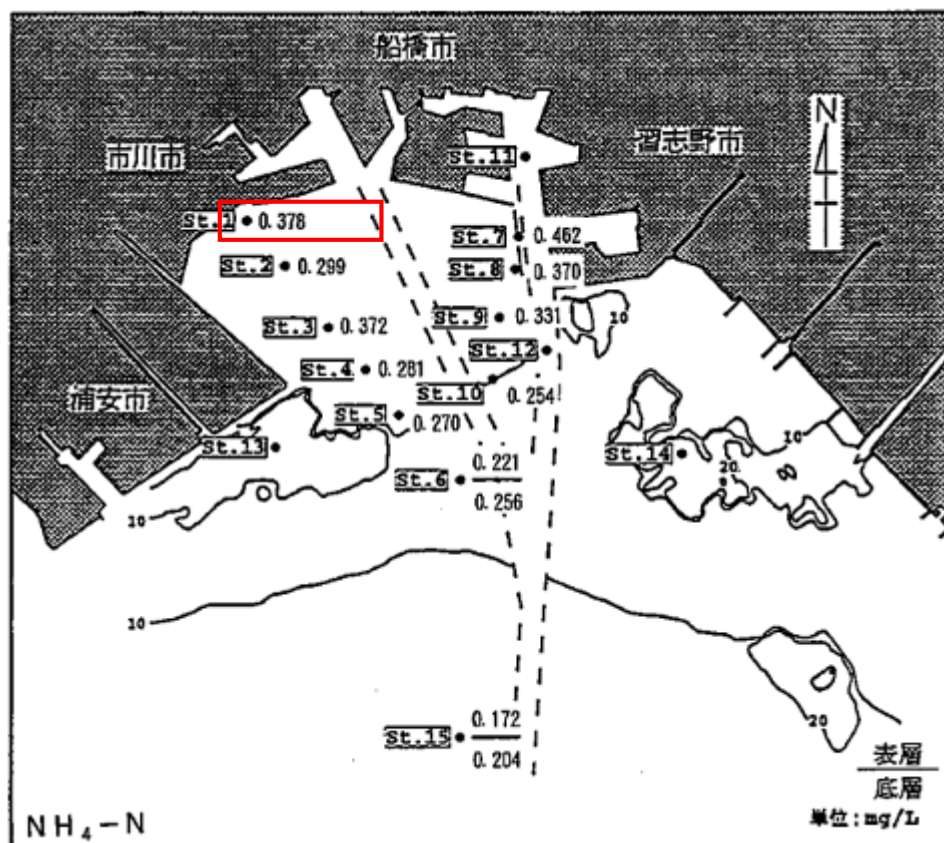 船橋市
市川市
習志野市
N
St.11
St.1 0.378
St.7 0.462
St.2 0.299
St.8 0.370
St.9 0.331
10
St.3 0.372
St.12
St.4 0.281
St.10 0.254
浦安市
St.5 0.270
10
St.13
St.14
20
St.6 0.221
0.256
10
10
20
St.15 0.172
0.204
表層
底層
単位:mg/L
NH₄-N